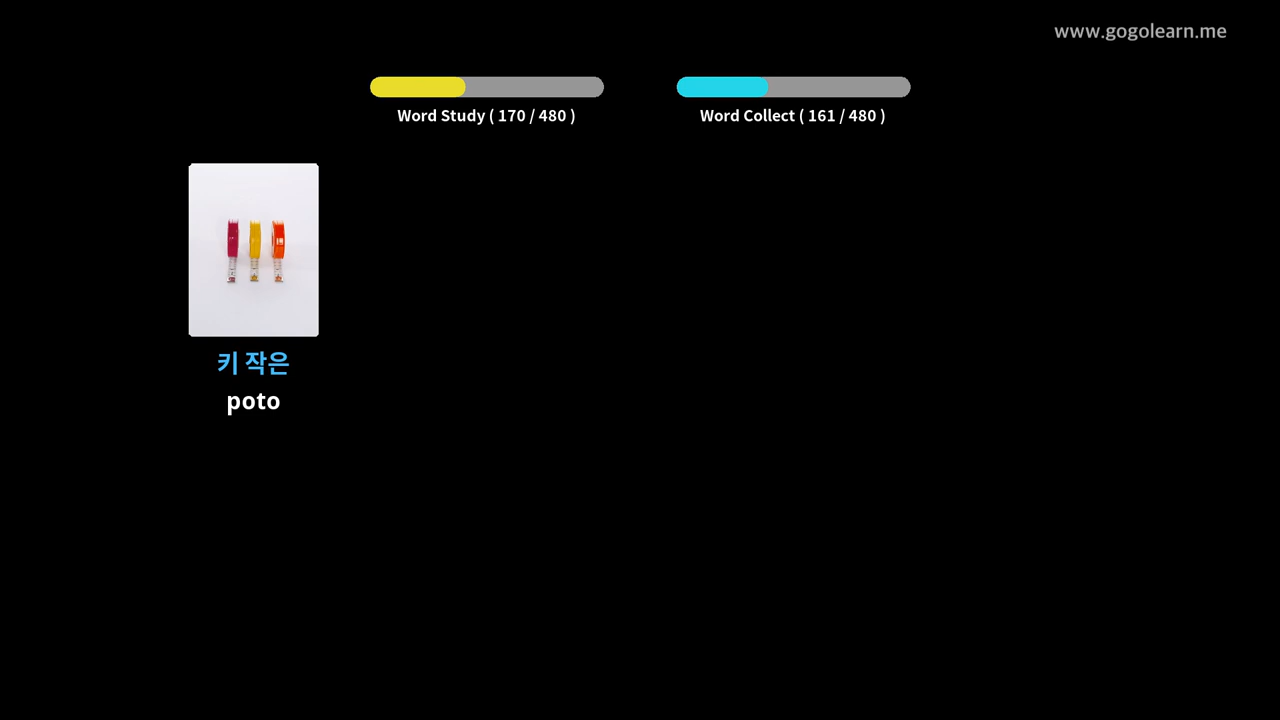 www.gogolearn.me
Word Study ( 170 / 480 )
Word Collect ( 161 / 480 )
키 작은
poto